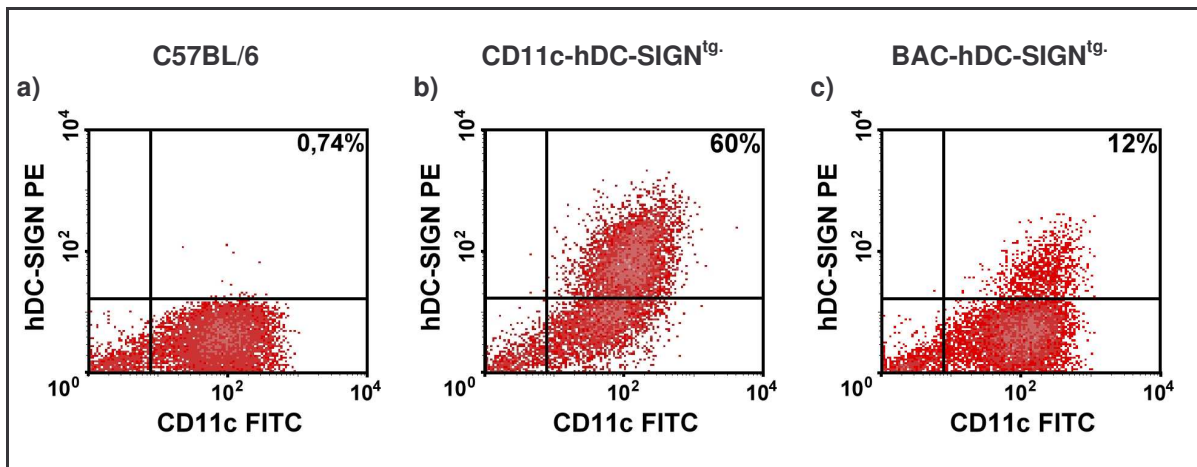 C57BL/6
CD11c-hDC-SIGNtg.
BAC-hDC-SIGNtg.
a)
b)
c)
10^4
0,74%
hDC-SIGN PE
10^2
10^0
10^2
10^4
CD11c FITC
10^4
60%
hDC-SIGN PE
10^2
10^0
10^2
10^4
CD11c FITC
10^4
12%
hDC-SIGN PE
10^2
10^0
10^2
10^4
CD11c FITC